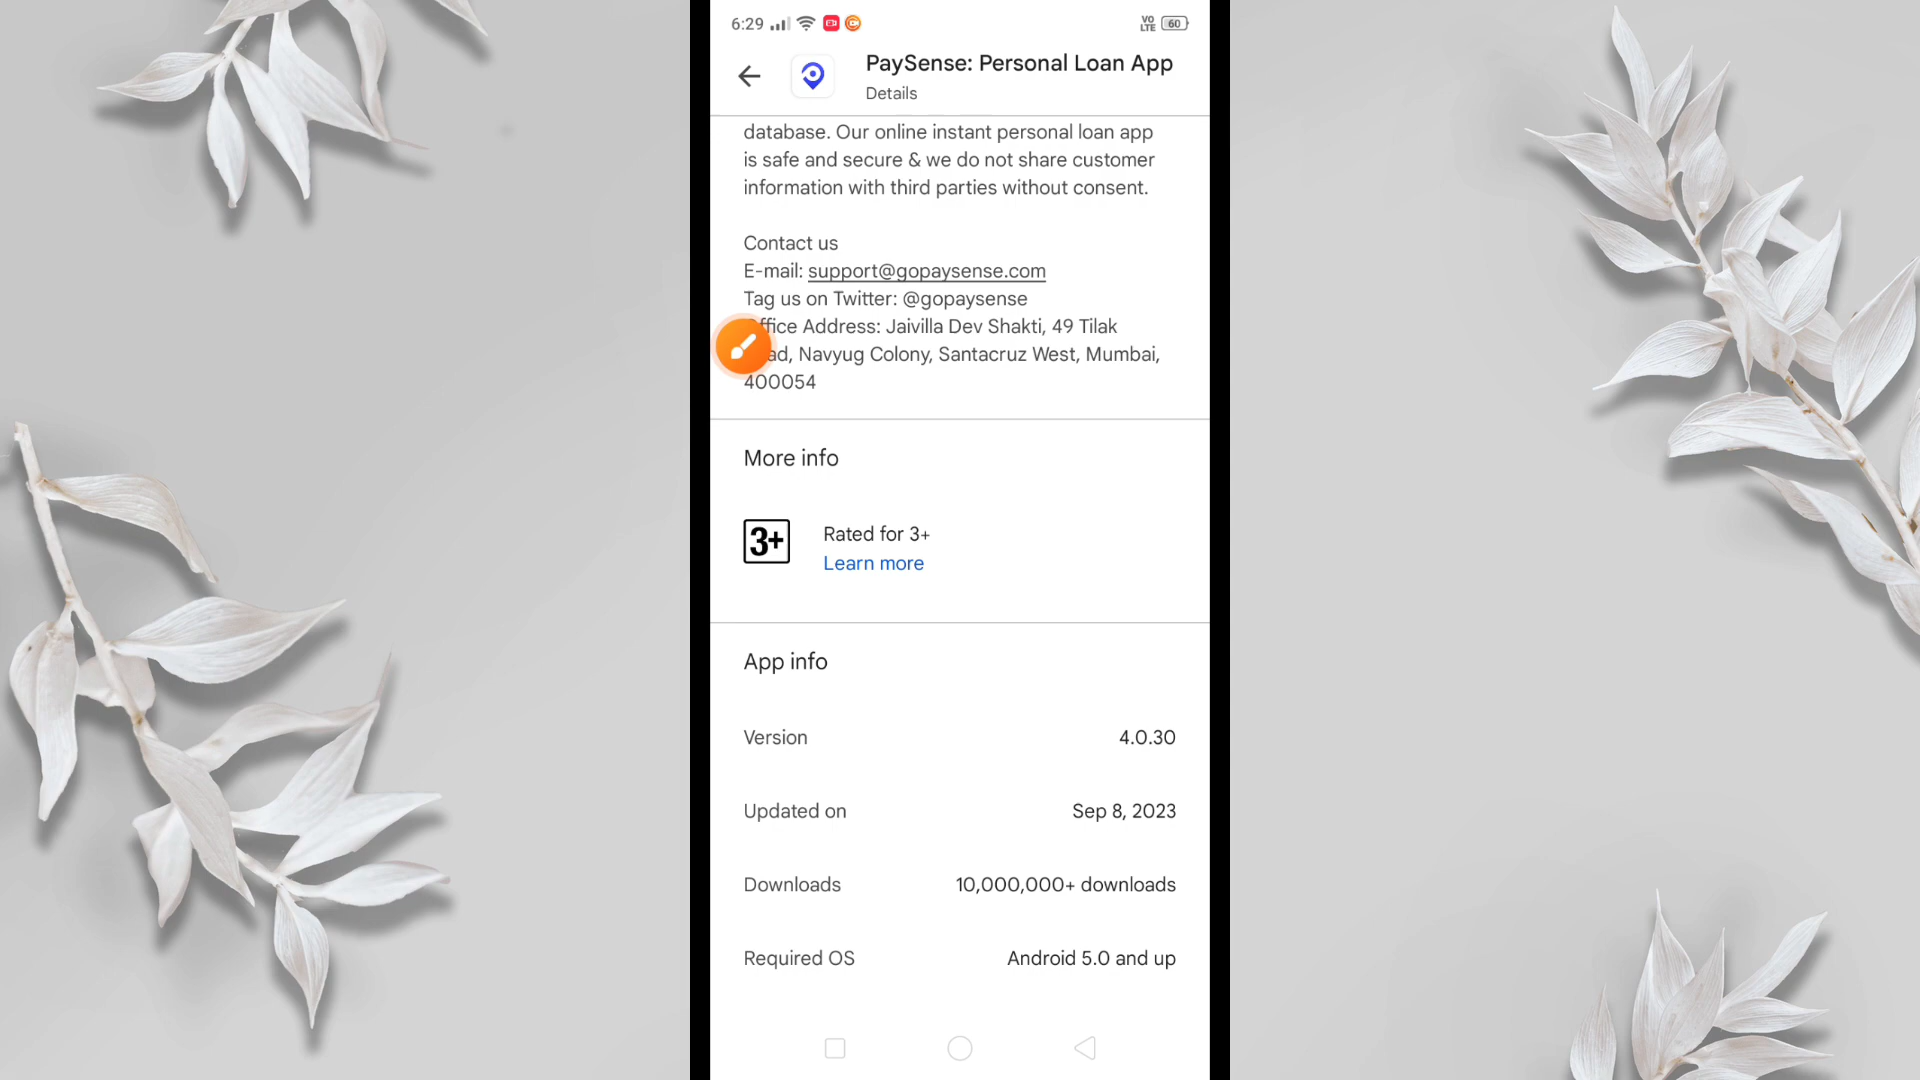 6:29
VO
LTE
60
PaySense: Personal Loan App
Details
database. Our online instant personal loan app
is safe and secure & we do not share customer
information with third parties without consent.
Contact us
E-mail: support@gopaysense.com
Tag us on Twitter: @gopaysense
ffice Address: Jaivilla Dev Shakti, 49 Tilak
ad, Navyug Colony, Santacruz West, Mumbai,
400054
More info
3+
Rated for 3+
Learn more
App info
Version 4.0.30
Updated on Sep 8, 2023
Downloads 10,000,000+ downloads
Required OS Android 5.0 and up